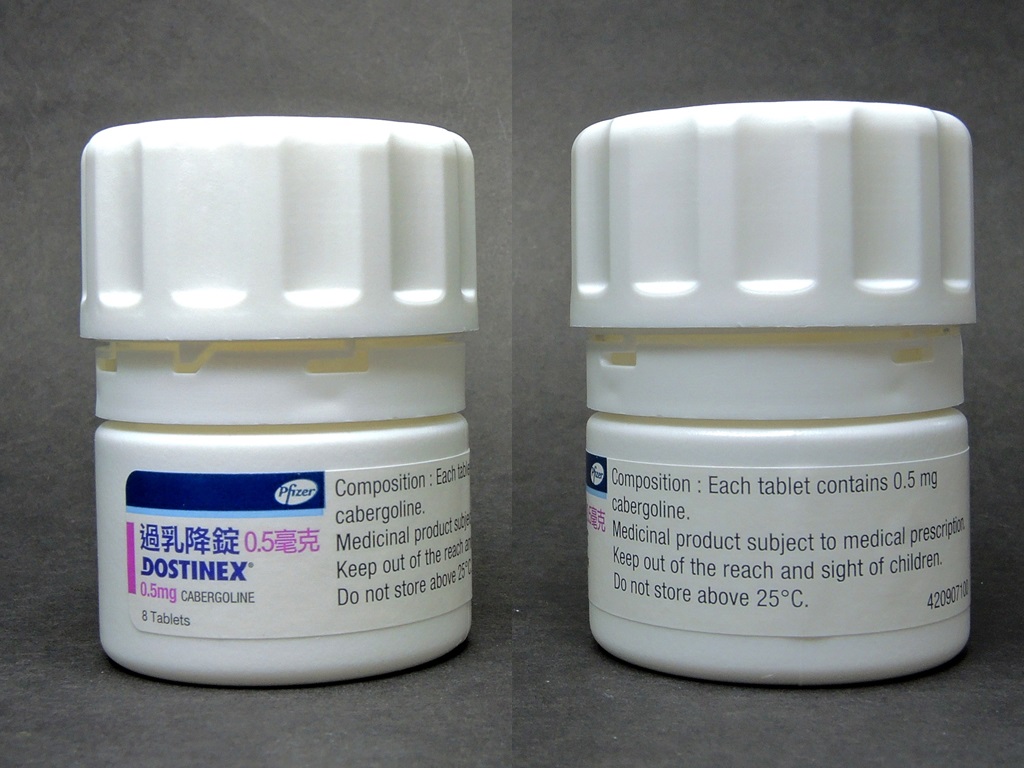 Pfizer
過乳降錠 0.5毫克
DOSTINEX®
0.5mg CABERGOLINE
8 Tablets
Composition : Each
cabergoline.
Medicinal product
Keep out of the reach
Do not store above 25°C
Pfizer
毫克
Composition : Each tablet contains 0.5 mg
cabergoline.
Medicinal product subject to medical prescription.
Keep out of the reach and sight of children.
Do not store above 25°C.